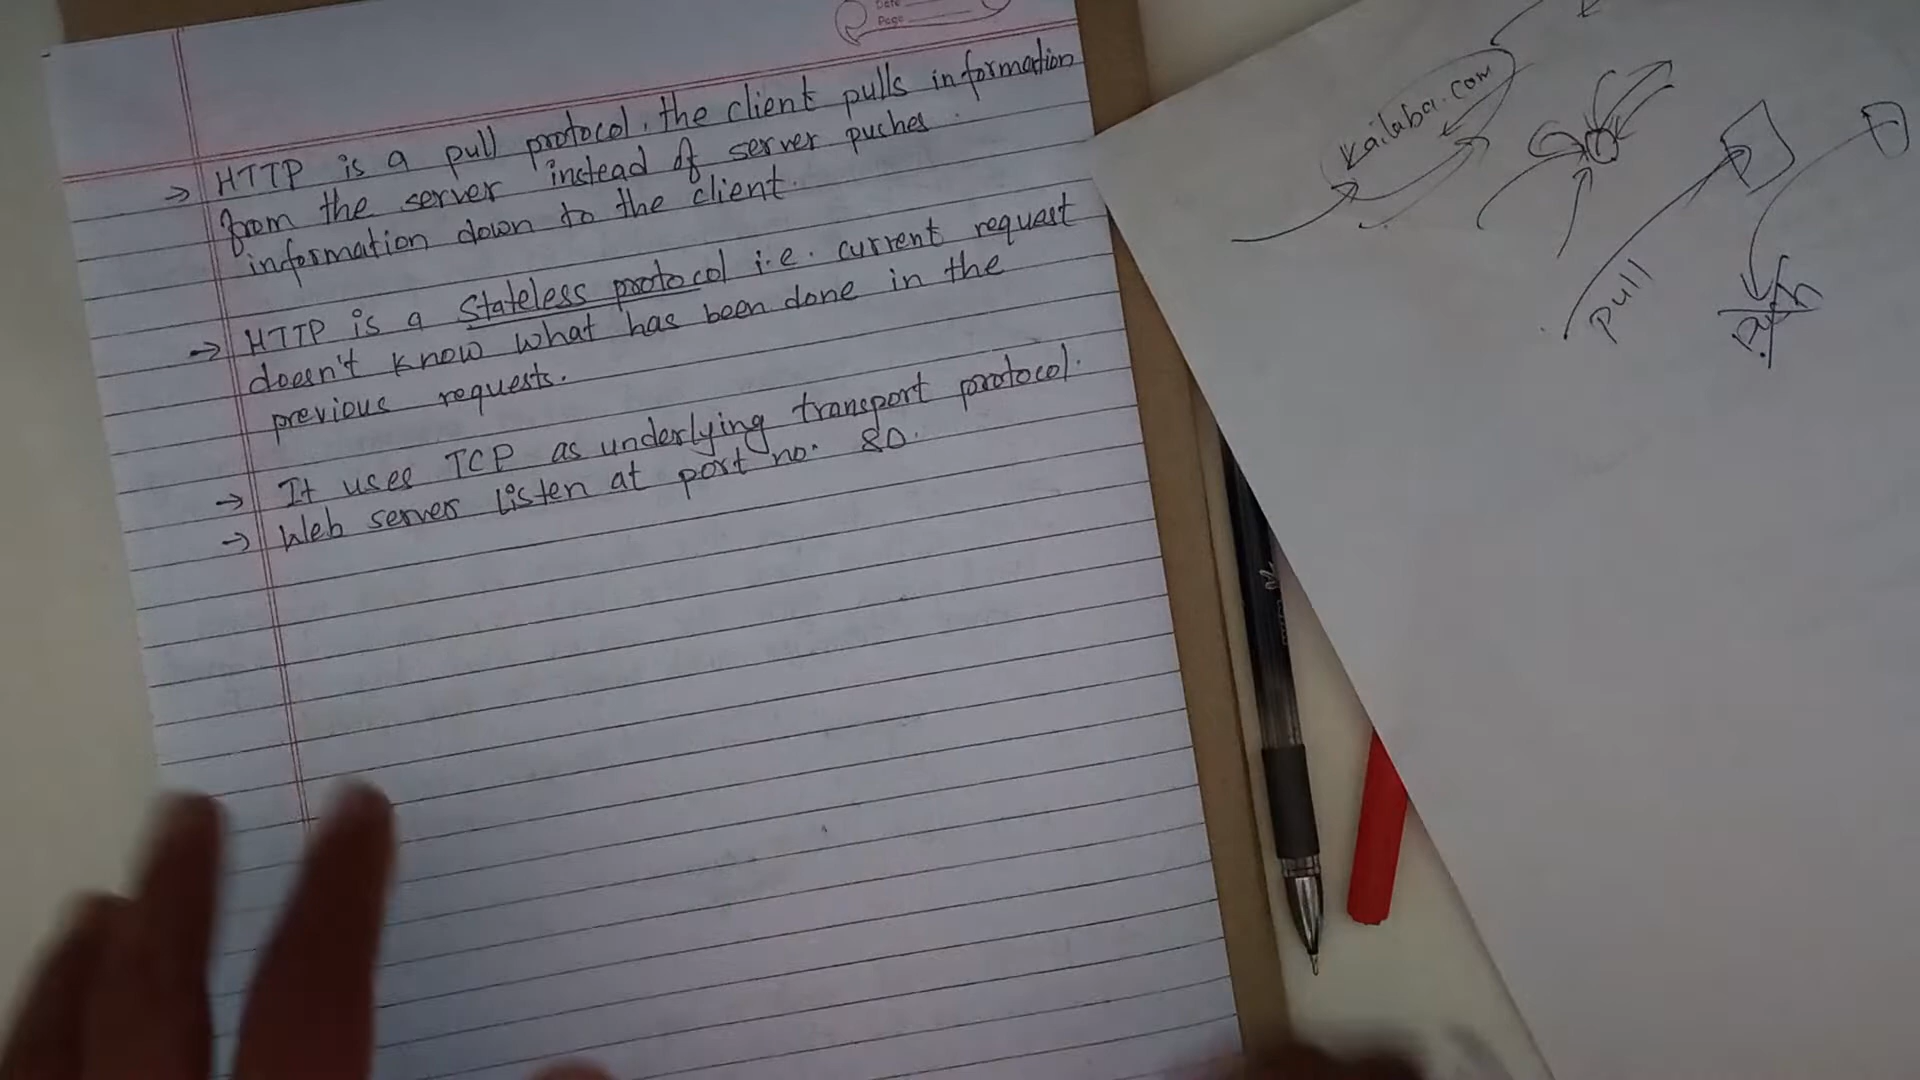 Date
Page
→ HTTP is a pull protocol, the client pulls information
from the server instead of server puches
information down to the client.
→ HTTP is a Stateless protocol i.e. current request
doesn't know what has been done in the
previous requests.
→ It uses TCP as underlying transport protocol.
→ Web server listen at port no. 80.
pull